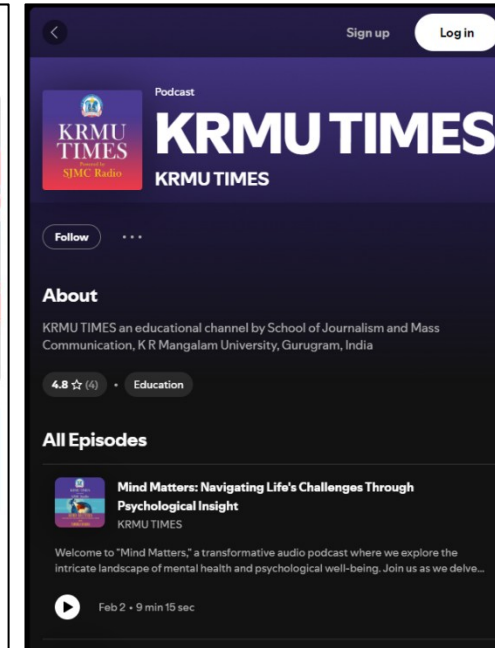 Sign up
Log in
Podcast
KRMU TIMES
KRMU TIMES
KRMU
TIMES
Powered by
SJMC Radio
Follow
About
KRMU TIMES an educational channel by School of Journalism and Mass
Communication, K R Mangalam University, Gurugram, India
4.8 ☆ (4) • Education
All Episodes
Mind Matters: Navigating Life's Challenges Through
Psychological Insight
KRMU TIMES
Welcome to "Mind Matters," a transformative audio podcast where we explore the
intricate landscape of mental health and psychological well-being. Join us as we delve...
Feb 2 • 9 min 15 sec